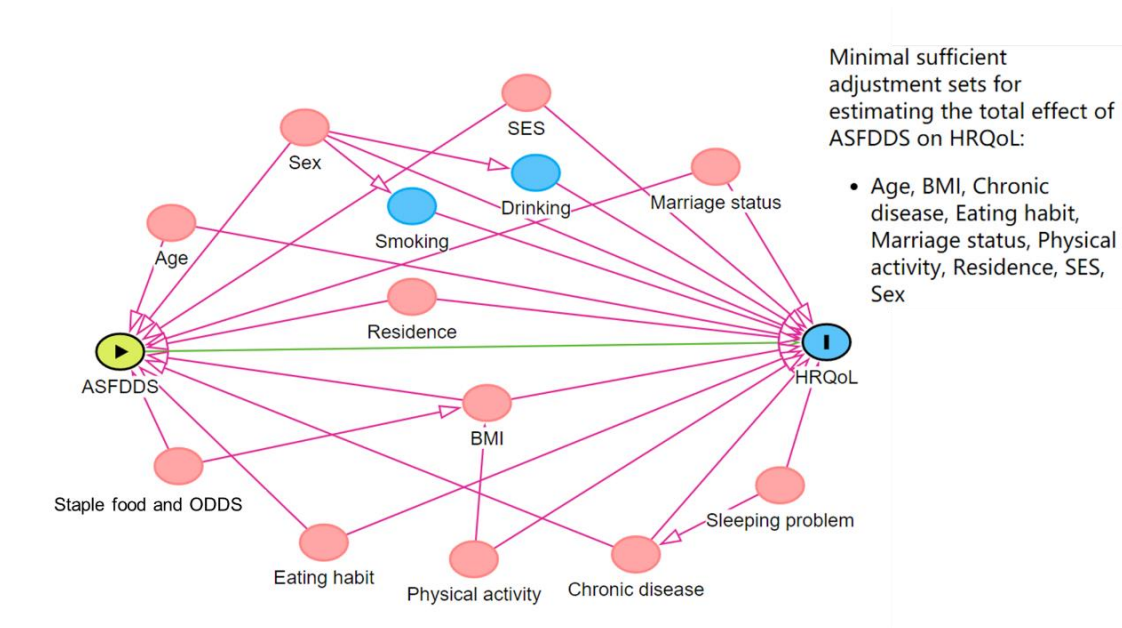 Minimal sufficient
adjustment sets for
estimating the total effect of
ASFDDS on HRQoL:
• Age, BMI, Chronic
disease, Eating habit,
Marriage status, Physical
activity, Residence, SES,
Sex
SES
Sex
Drinking
Marriage status
Smoking
Age
Residence
ASFDDS
HRQoL
BMI
Staple food and ODDS
Sleeping problem
Eating habit
Physical activity
Chronic disease